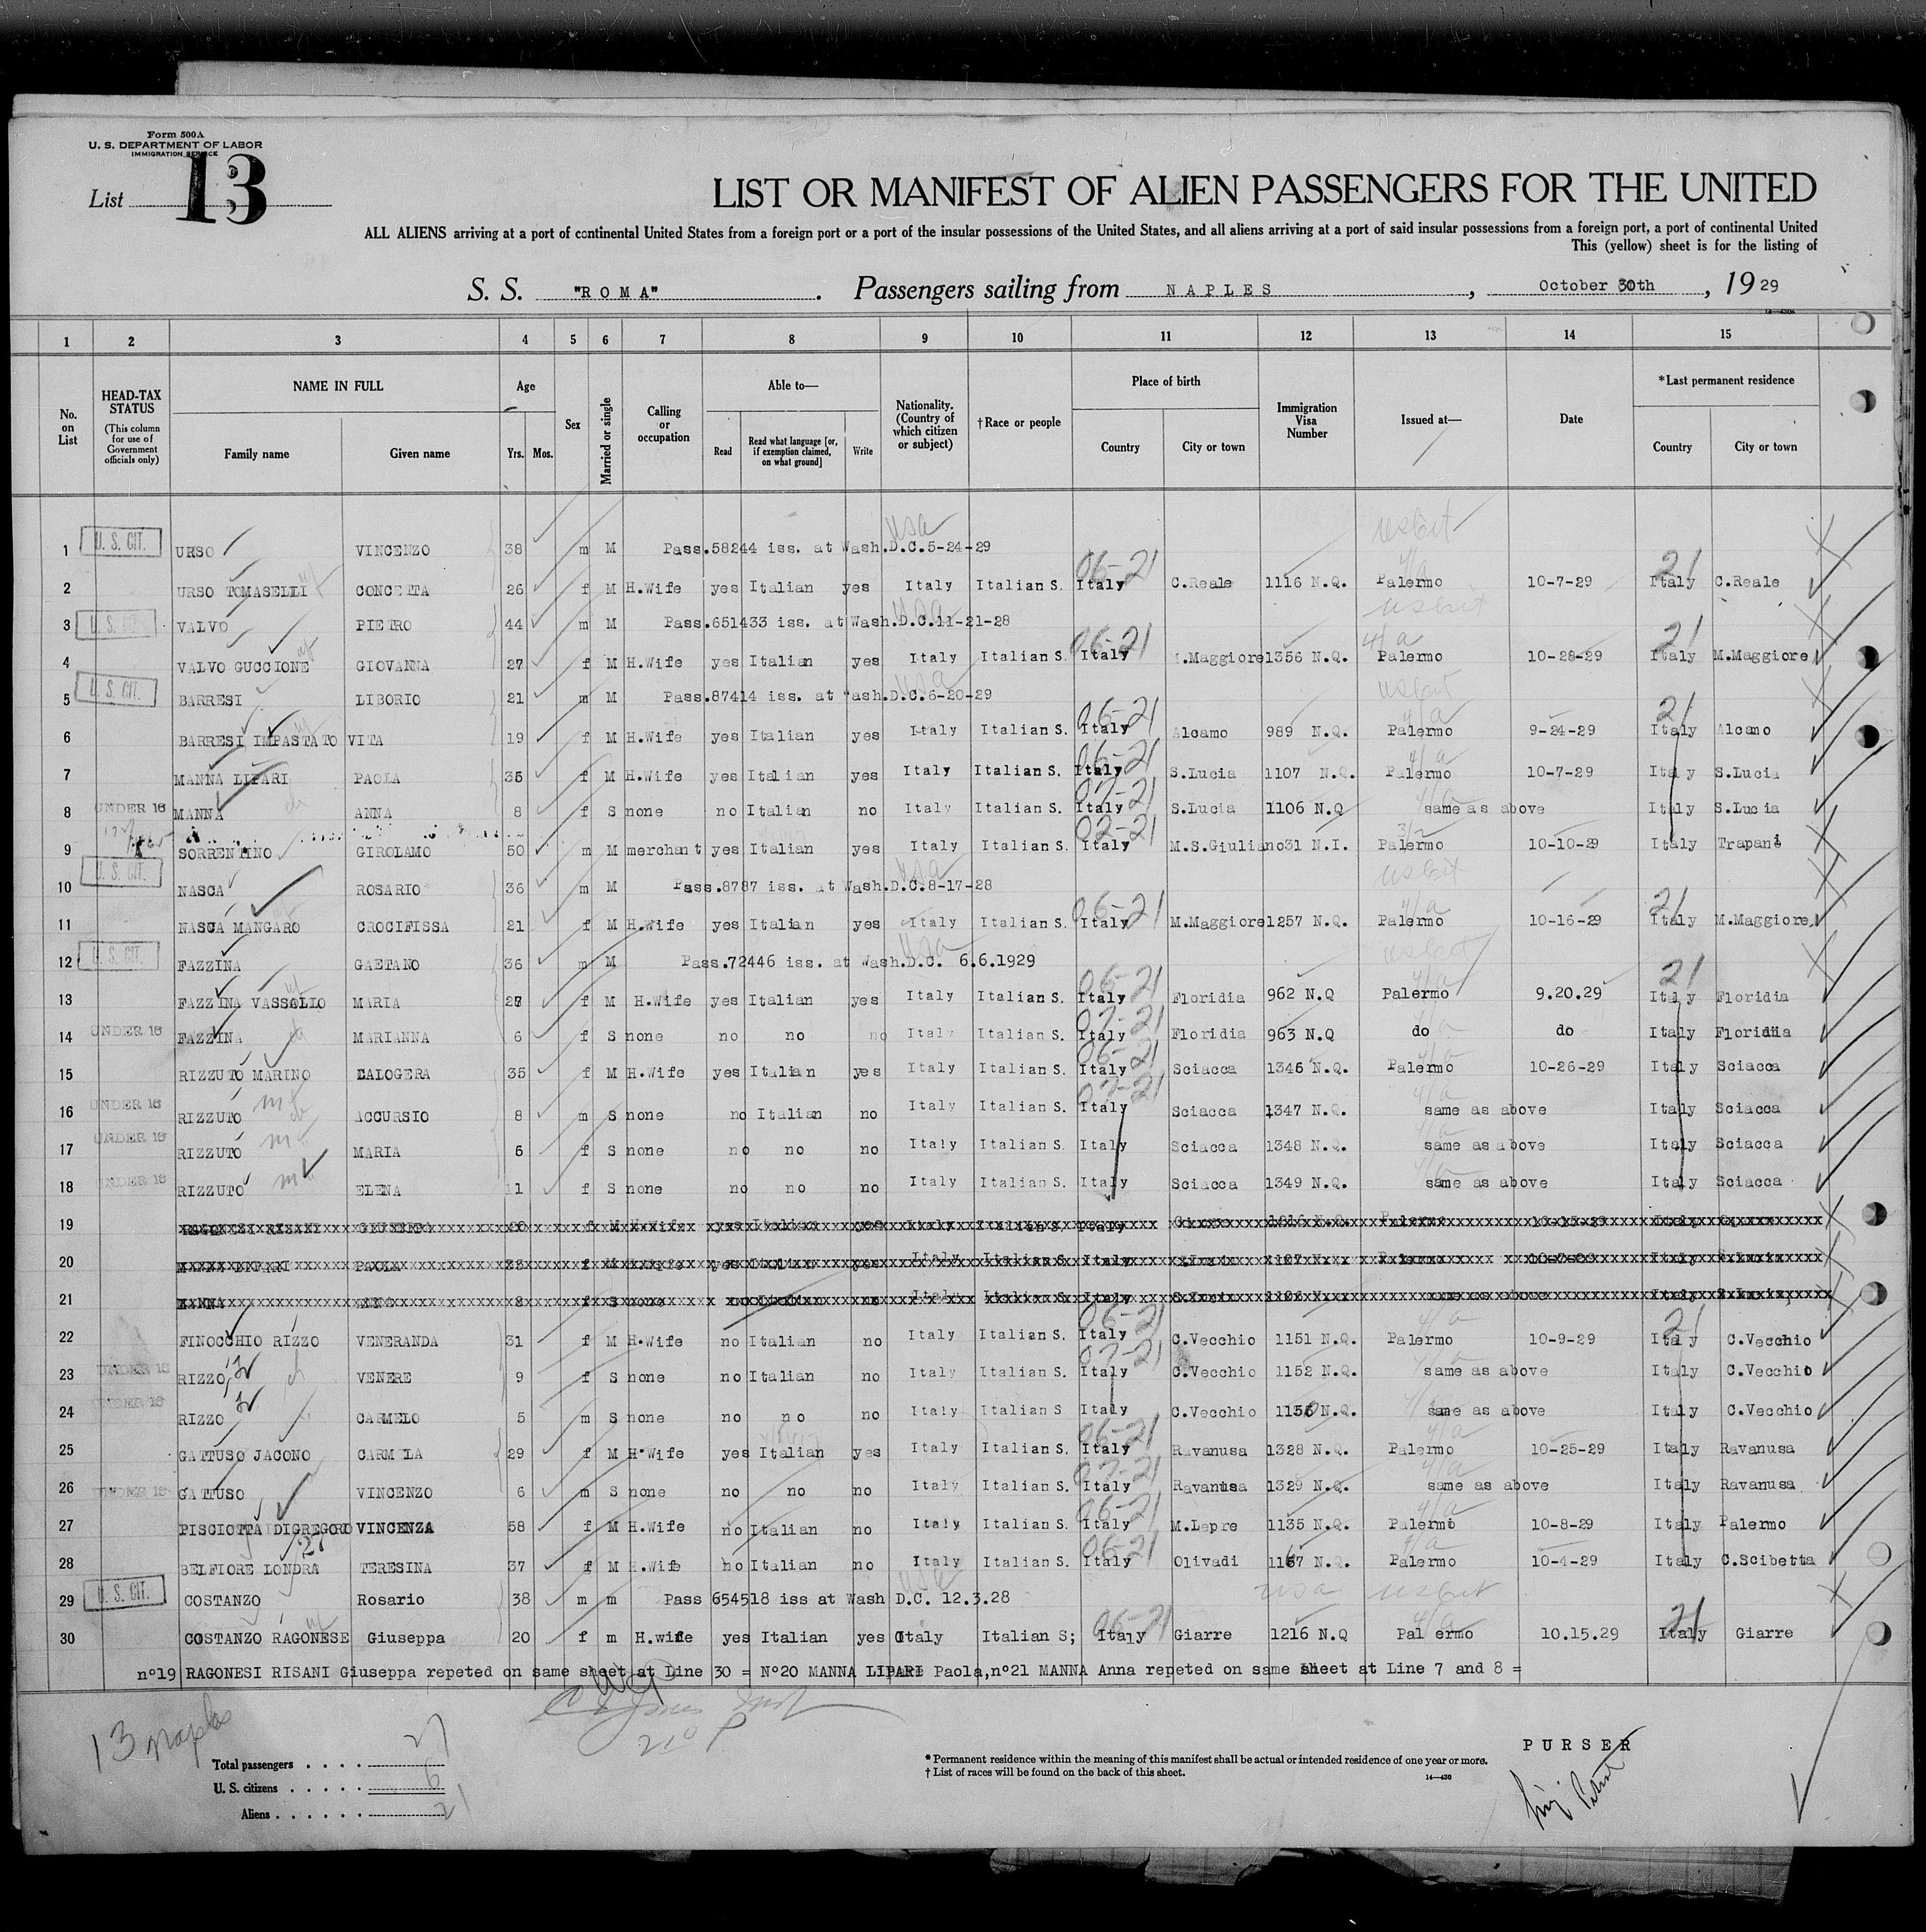 Form 500A
U. S. DEPARTMENT OF LABOR
IMMIGRATION SERVICE
List 13
LIST OR MANIFEST OF ALIEN PASSENGERS FOR THE UNITED
ALL ALIENS arriving at a port of continental United States from a foreign port or a port of the insular possessions of the United States, and all aliens arriving at a port of said insular possessions from a foreign port, a port of continental United
This (yellow) sheet is for the listing of
S. S. "ROMA" . Passengers sailing from NAPLES , October 30th , 1929
1 2 3 4 5 6 7 8 9 10 11 12 13 14 15
No. on List
HEAD-TAX STATUS (This column for use of Government officials only)
NAME IN FULL
Family name Given name
Age Yrs. Mos.
Sex
Married or single
Calling or occupation
Able to—
Read Read what language [or, if exemption claimed, on what ground] Write
Nationality. (Country of which citizen or subject)
†Race or people
Place of birth
Country City or town
Immigration Visa Number
Issued at—
Date
*Last permanent residence
Country City or town
1 U. S. CIT. URSO VINCENZO 38 m M Pass.58244 iss. at Wash.D.C.5-24-29 usa
2 URSO TOMASELLI CONCETTA 26 f M H.Wife yes Italian yes Italy Italian S. Italy C.Reale 1116 N.Q. Palermo 10-7-29 Italy C.Reale
3 U. S. CIT. VALVO PIETRO 44 m M Pass.651433 iss. at Wash.D.C.11-21-28 usa
4 VALVO GUCCIONE GIOVANNA 27 f M H.Wife yes Italian yes Italy Italian S. Italy M.Maggiore 1356 N.Q. Palermo 10-28-29 Italy M.Maggiore
5 U. S. CIT. BARRESI LIBORIO 21 m M Pass.87414 iss. at Wash.D.C.6-20-29 usa
6 BARRESI IMPASTATO VITA 19 f M H.Wife yes Italian yes Italy Italian S. Italy Alcamo 989 N.Q. Palermo 9-24-29 Italy Alcamo
7 MANNA LIPARI PAOLA 35 f M H.Wife yes Italian yes Italy Italian S. Italy S.Lucia 1107 N.Q. Palermo 10-7-29 Italy S.Lucia
8 UNDER 16 MANNA ANNA 8 f S none no Italian no Italy Italian S. Italy S.Lucia 1106 N.Q same as above Italy S.Lucia
9 SORRENTINO GIROLAMO 50 m M merchant yes Italian yes Italy Italian S. Italy M.S.Giuliano 31 N.I. Palermo 10-10-29 Italy Trapani
10 U. S. CIT. NASCA ROSARIO 36 m M Pass.8787 iss. at Wash.D.C.8-17-28 usa
11 NASCA MANGARO CROCIFISSA 21 f M H.Wife yes Italian yes Italy Italian S. Italy M.Maggiore 1257 N.Q. Palermo 10-16-29 Italy M.Maggiore
12 U. S. CIT. FAZZINA GAETANO 36 m M Pass.72446 iss. at Wash.D.C. 6.6.1929 usa
13 FAZZINA VASSALLO MARIA f M H.Wife yes Italian yes Italy Italian S. Italy Floridia 962 N.Q Palermo 9.20.29 Italy Floridia
14 UNDER 16 FAZZINA MARIANNA 6 f S none no no no Italy Italian S. Italy Floridia 963 N.Q do do Italy Floridia
15 RIZZUTO MARINO CALOGERA 35 f M H.Wife yes Italian yes Italy Italian S. Italy Sciacca 1346 N.Q. Palermo 10-26-29 Italy Sciacca
16 UNDER 16 RIZZUTO ACCURSIO 8 m S none no Italian no Italy Italian S. Italy Sciacca 1347 N.Q. same as above Italy Sciacca
17 UNDER 16 RIZZUTO MARIA f S none no no no Italy Italian S. Italy Sciacca 1348 N.Q. same as above Italy Sciacca
18 UNDER 16 RIZZUTO ELENA 11 f S none no no no Italy Italian S. Italy Sciacca 1349 N.Q. same as above Italy Sciacca
19 RAGONESI RISANI
20 LIPARI PAOLA
21 MANNA
22 FINOCCHIO RIZZO VENERANDA 31 f M H.Wife no Italian no Italy Italian S. Italy C.Vecchio 1151 N.Q. Palermo 10-9-29 Italy C.Vecchio
23 UNDER 16 RIZZO VENERE 9 f S none no Italian no Italy Italian S. Italy C.Vecchio 1152 N.Q. same as above Italy C.Vecchio
24 UNDER 16 RIZZO CARMELO 5 m S none no no no Italy Italian S. Italy C.Vecchio N.Q. same as above Italy C.Vecchio
25 GATTUSO JACONO CARMELA 29 f M H.Wife yes Italian yes Italy Italian S. Italy Ravanusa 1328 N.Q. Palermo 10-25-29 Italy Ravanusa
26 UNDER 16 GATTUSO VINCENZO 6 m S none no no no Italy Italian S. Italy Ravanusa 1329 N.Q. same as above Italy Ravanusa
27 PISCIOTTA DIGREGORO VINCENZA 58 f M H.Wife no Italian no Italy Italian S. Italy M.Lepre 1135 N.Q. Palermo 10-8-29 Italy Palermo
28 BELFIORE LONDRA TERESINA 37 f M H.Wife no Italian no Italy Italian S. Italy Olivadi N.Q. Palermo 10-4-29 Italy C.Scibetta
29 U. S. CIT. COSTANZO Rosario 38 m m Pass 654518 iss at Wash D.C. 12.3.28 usa
30 COSTANZO RAGONESE Giuseppa 20 f m H.wife yes Italian yes Italy Italian S; Italy Giarre 1216 N.Q Palermo 10.15.29 Italy Giarre
n°19 RAGONESI RISANI Giuseppa repeted on same sheet at Line 30 = N°20 MANNA LIPARI Paola,n°21 MANNA Anna repeted on same sheet at Line 7 and 8 =
13 Naples
Total passengers . . . . 27
U. S. citizens . . . . . 6
Aliens . . . . . . 21
* Permanent residence within the meaning of this manifest shall be actual or intended residence of one year or more.
† List of races will be found on the back of this sheet.
14—430
PURSER